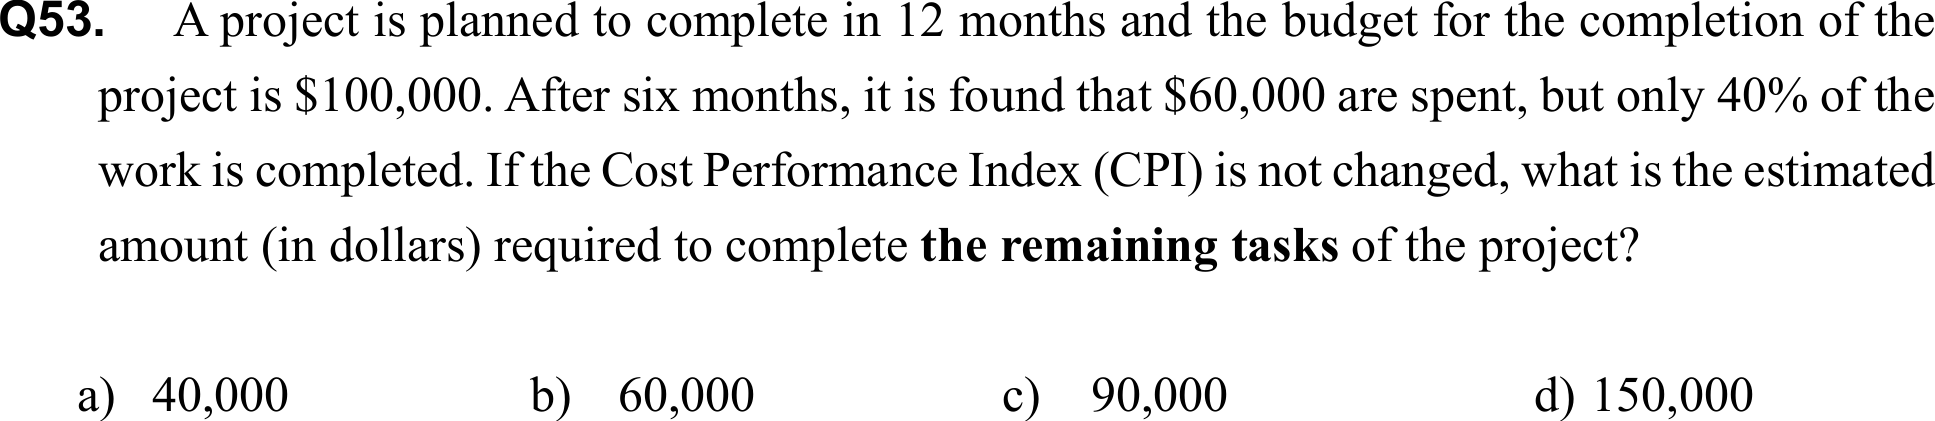 Q53. A project is planned to complete in 12 months and the budget for the completion of the
project is $100,000. After six months, it is found that $60,000 are spent, but only 40% of the
work is completed. If the Cost Performance Index (CPI) is not changed, what is the estimated
amount (in dollars) required to complete the remaining tasks of the project?
a) 40,000 b) 60,000 c) 90,000 d) 150,000